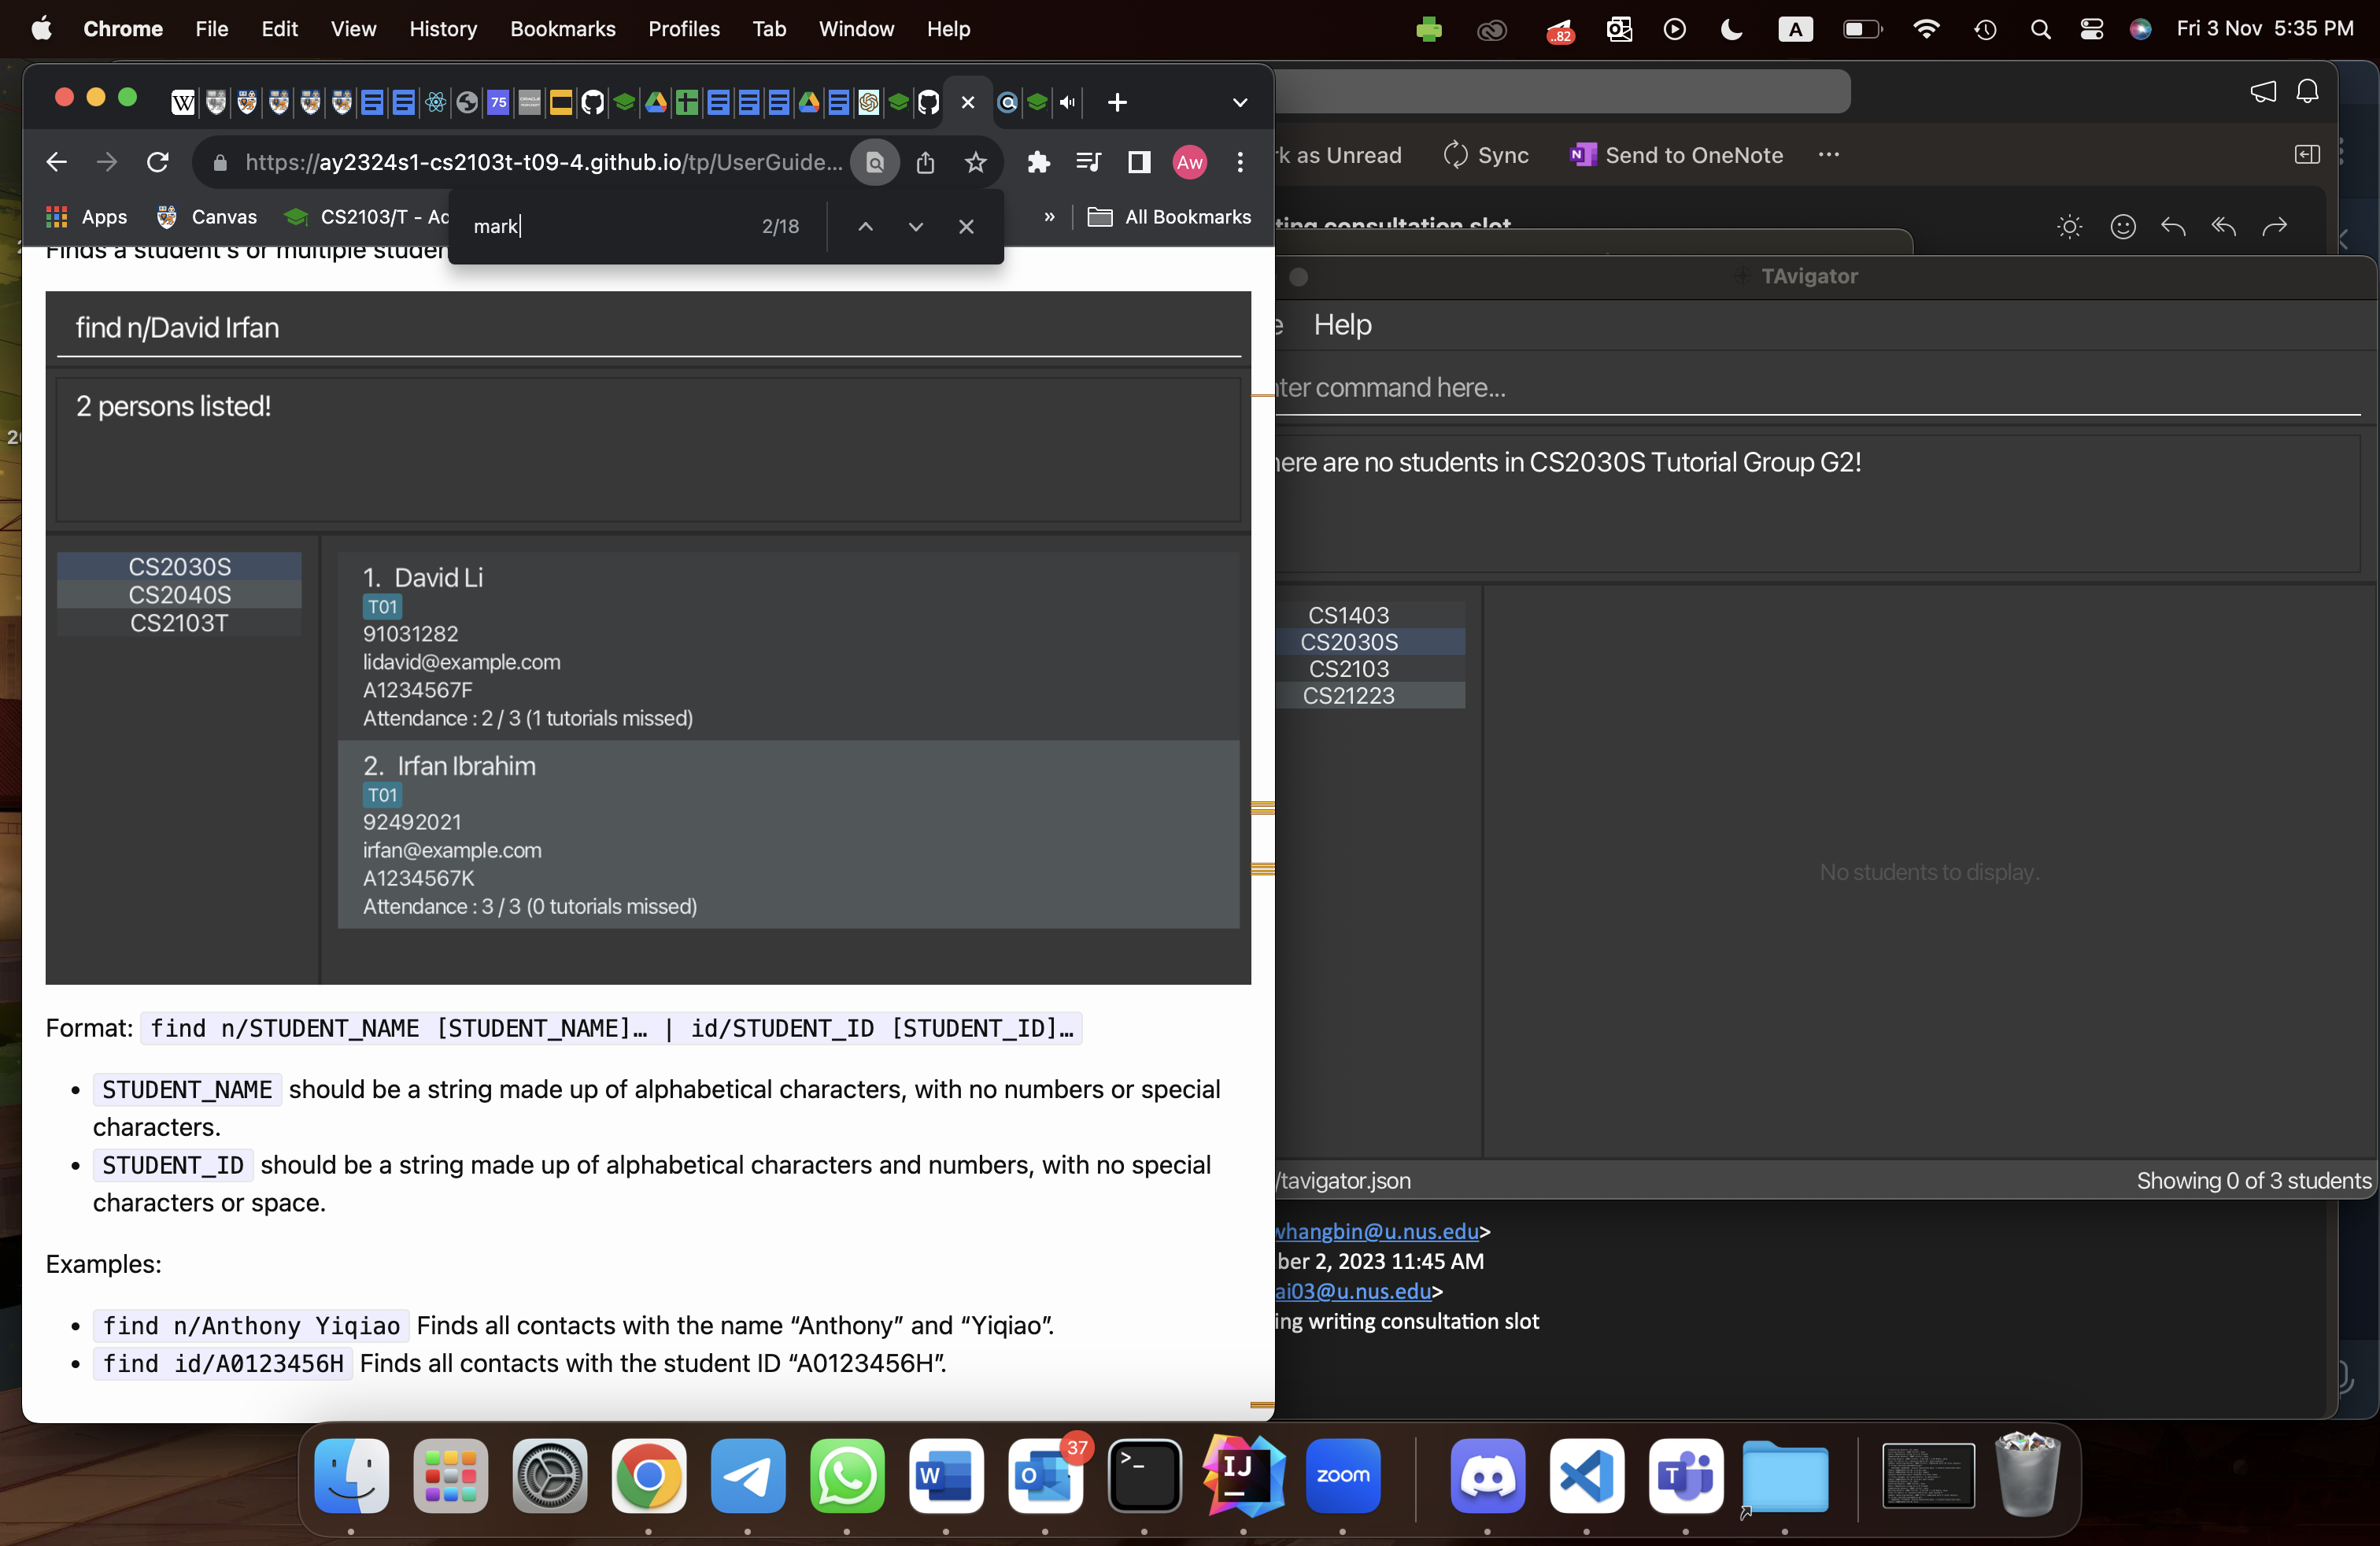 Chrome File Edit View History Bookmarks Profiles Tab Window Help
..82
A
Fri 3 Nov 5:35 PM
W
75
https://ay2324s1-cs2103t-t09-4.github.io/tp/UserGuide...
Aw
Apps Canvas CS2103/T - Ad
All Bookmarks
mark
2/18
Finds a student's or multiple studen
find n/David Irfan
2 persons listed!
CS2030S
CS2040S
CS2103T
1. David Li
T01
91031282
lidavid@example.com
A1234567F
Attendance : 2 / 3 (1 tutorials missed)
2. Irfan Ibrahim
T01
92492021
irfan@example.com
A1234567K
Attendance : 3 / 3 (0 tutorials missed)
Format: find n/STUDENT_NAME [STUDENT_NAME]… | id/STUDENT_ID [STUDENT_ID]…
• STUDENT_NAME should be a string made up of alphabetical characters, with no numbers or special
characters.
• STUDENT_ID should be a string made up of alphabetical characters and numbers, with no special
characters or space.
Examples:
• find n/Anthony Yiqiao Finds all contacts with the name “Anthony” and “Yiqiao”.
• find id/A0123456H Finds all contacts with the student ID “A0123456H”.
rk as Unread Sync Send to OneNote ...
ting consultation slot
TAvigator
e Help
nter command here...
here are no students in CS2030S Tutorial Group G2!
CS1403
CS2030S
CS2103
CS21223
No students to display.
/tavigator.json
Showing 0 of 3 students
whangbin@u.nus.edu>
ber 2, 2023 11:45 AM
ai03@u.nus.edu>
ing writing consultation slot
W
O
37
>_
IJ
zoom
T